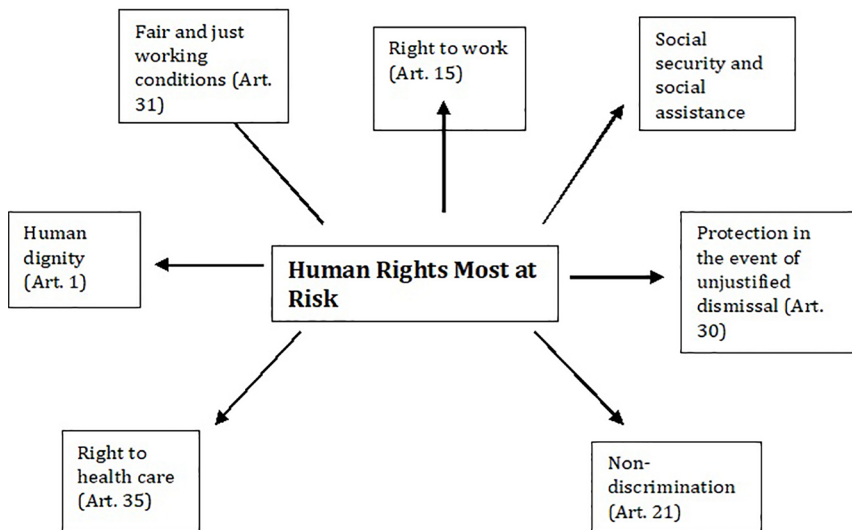 Fair and just
working
conditions (Art.
31)
Right to work
(Art. 15)
Social
security and
social
assistance
Human
dignity
(Art. 1)
Human Rights Most at
Risk
Protection in
the event of
unjustified
dismissal (Art.
30)
Right to
health care
(Art. 35)
Non-
discrimination
(Art. 21)